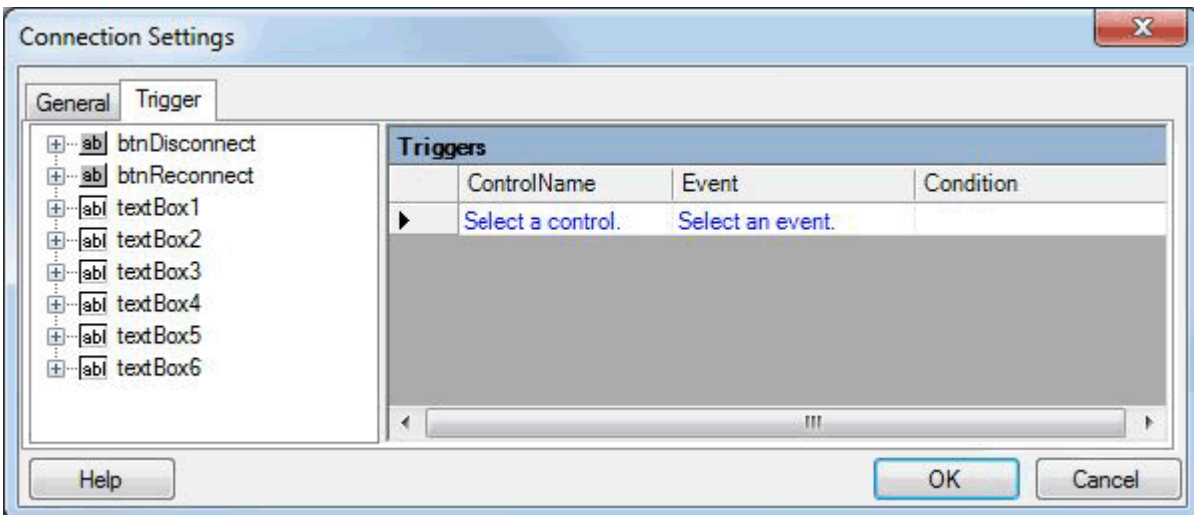 Connection Settings
General Trigger
btnDisconnect
btnReconnect
textBox1
textBox2
textBox3
textBox4
textBox5
textBox6
Triggers
ControlName Event Condition
Select a control. Select an event.
Help OK Cancel